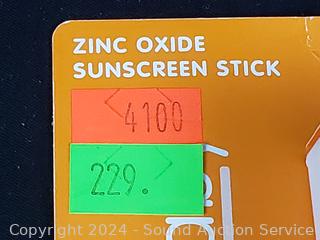 ZINC OXIDE
SUNSCREEN STICK
4100
229.
Copyright 2024 - Sound Auction Service